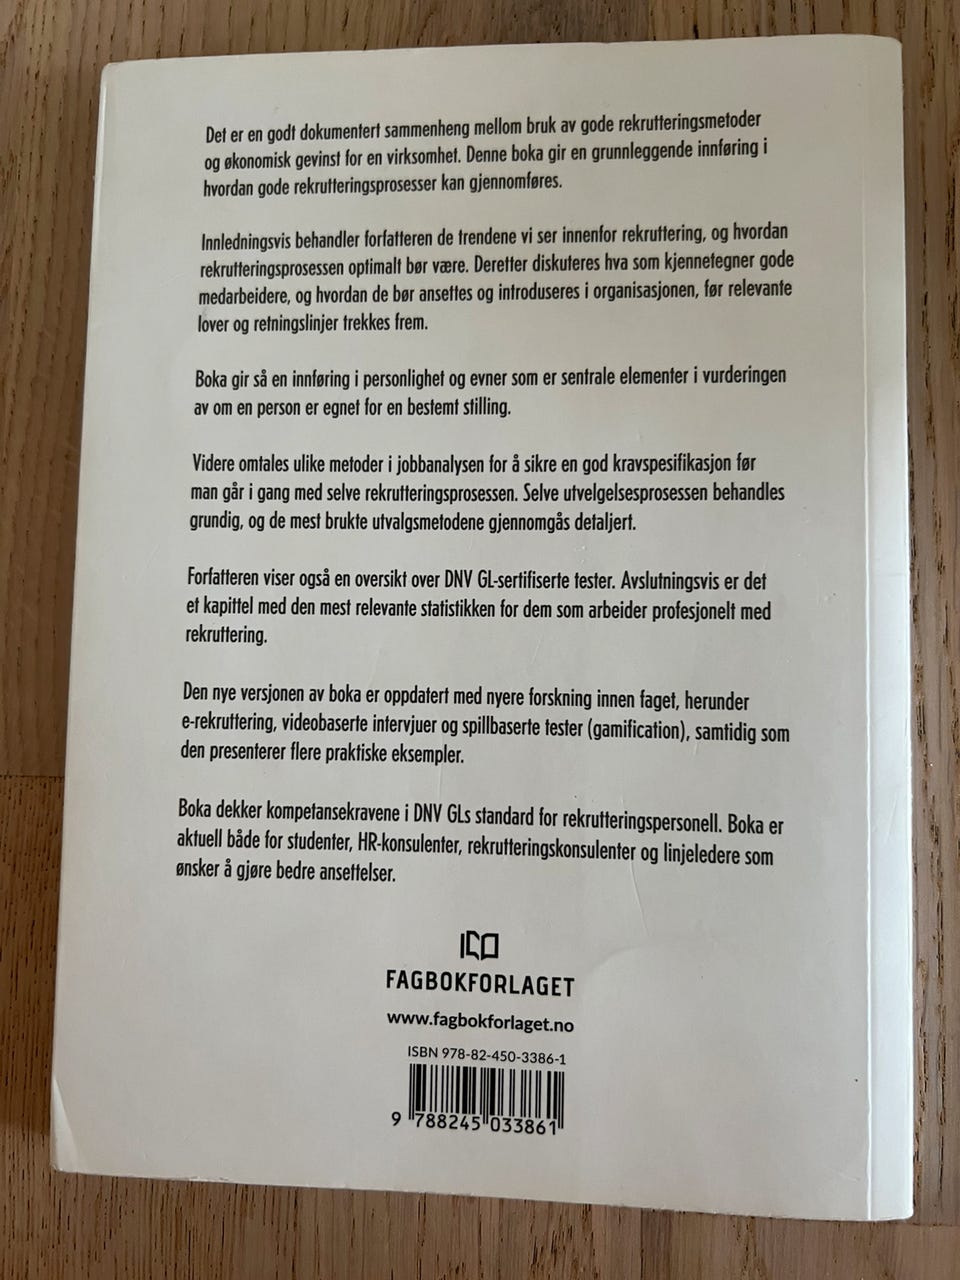 Det er en godt dokumentert sammenheng mellom bruk av gode rekrutteringsmetoder
og økonomisk gevinst for en virksomhet. Denne boka gir en grunnleggende innføring i
hvordan gode rekrutteringsprosesser kan gjennomføres.
Innledningsvis behandler forfatteren de trendene vi ser innenfor rekruttering, og hvordan
rekrutteringsprosessen optimalt bør være. Deretter diskuteres hva som kjennetegner gode
medarbeidere, og hvordan de bør ansettes og introduseres i organisasjonen, før relevante
lover og retningslinjer trekkes frem.
Boka gir så en innføring i personlighet og evner som er sentrale elementer i vurderingen
av om en person er egnet for en bestemt stilling.
Videre omtales ulike metoder i jobbanalysen for å sikre en god kravspesifikasjon før
man går i gang med selve rekrutteringsprosessen. Selve utvelgelsesprosessen behandles
grundig, og de mest brukte utvalgsmetodene gjennomgås detaljert.
Forfatteren viser også en oversikt over DNV GL-sertifiserte tester. Avslutningsvis er det
et kapittel med den mest relevante statistikken for dem som arbeider profesjonelt med
rekruttering.
Den nye versjonen av boka er oppdatert med nyere forskning innen faget, herunder
e-rekruttering, videobaserte intervjuer og spillbaserte tester (gamification), samtidig som
den presenterer flere praktiske eksempler.
Boka dekker kompetansekravene i DNV GLs standard for rekrutteringspersonell. Boka er
aktuell både for studenter, HR-konsulenter, rekrutteringskonsulenter og linjeledere som
ønsker å gjøre bedre ansettelser.
FAGBOKFORLAGET
www.fagbokforlaget.no
ISBN 978-82-450-3386-1
9 788245 033861